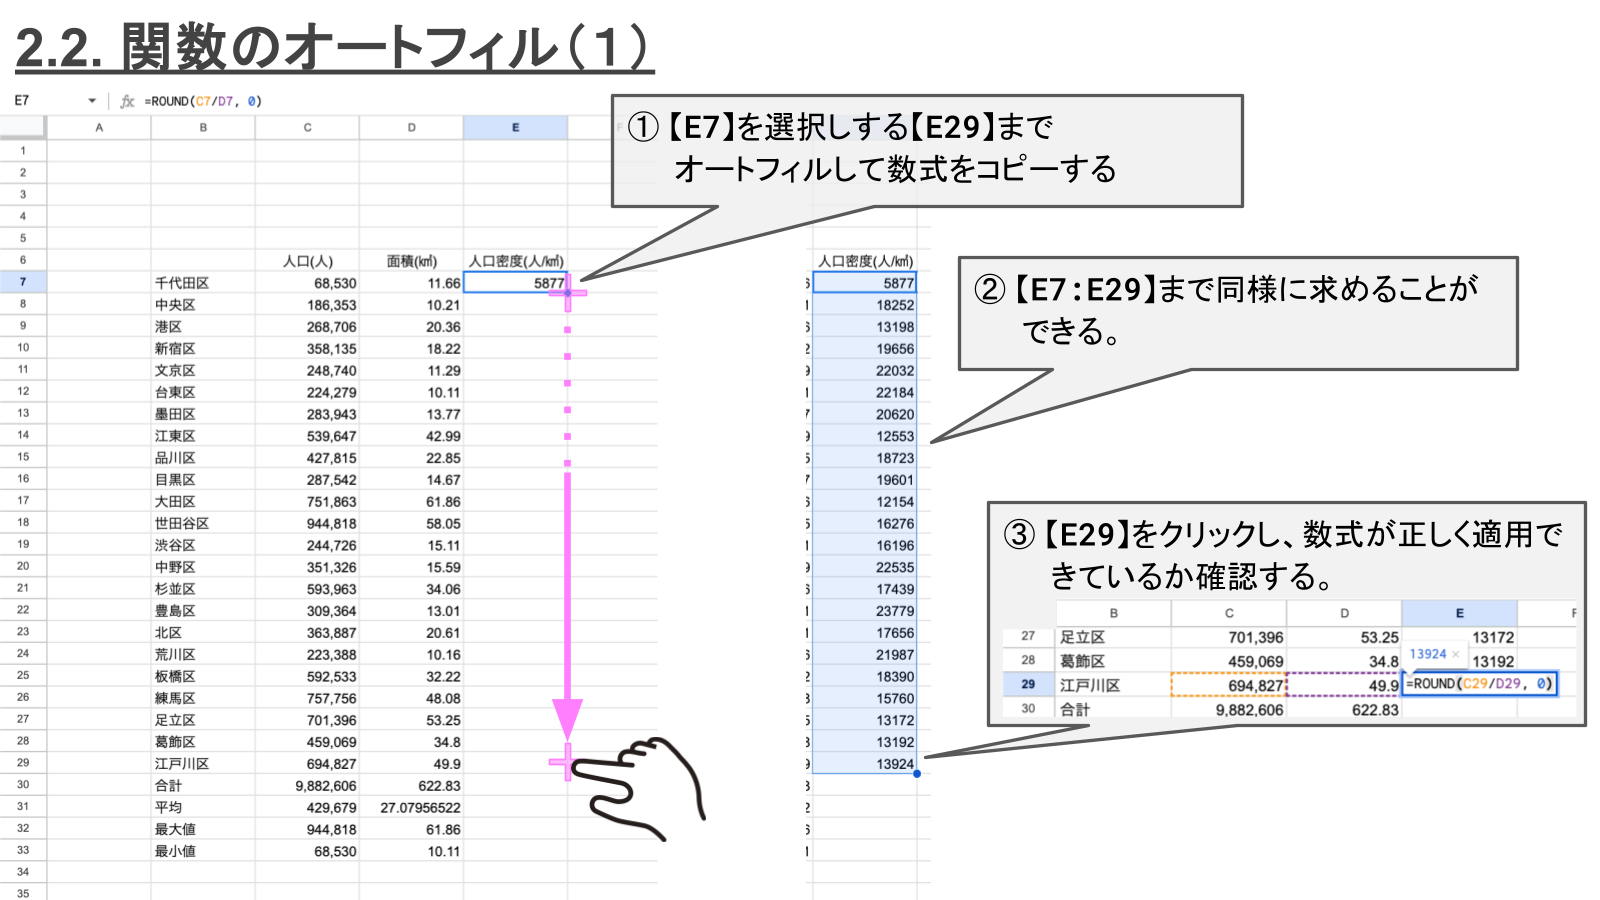 2.2. 関数のオートフィル（１）
E7 fx =ROUND(C7/D7, 0)
A B C D E F
1
2
3
4
5
6 人口(人) 面積(㎢) 人口密度(人/㎢)
7 千代田区 68,530 11.66 5877
8 中央区 186,353 10.21
9 港区 268,706 20.36
10 新宿区 358,135 18.22
11 文京区 248,740 11.29
12 台東区 224,279 10.11
13 墨田区 283,943 13.77
14 江東区 539,647 42.99
15 品川区 427,815 22.85
16 目黒区 287,542 14.67
17 大田区 751,863 61.86
18 世田谷区 944,818 58.05
19 渋谷区 244,726 15.11
20 中野区 351,326 15.59
21 杉並区 593,963 34.06
22 豊島区 309,364 13.01
23 北区 363,887 20.61
24 荒川区 223,388 10.16
25 板橋区 592,533 32.22
26 練馬区 757,756 48.08
27 足立区 701,396 53.25
28 葛飾区 459,069 34.8
29 江戸川区 694,827 49.9
30 合計 9,882,606 622.83
31 平均 429,679 27.07956522
32 最大値 944,818 61.86
33 最小値 68,530 10.11
34
35
①【E7】を選択しする【E29】まで
オートフィルして数式をコピーする
人口密度(人/㎢)
5877
18252
13198
19656
22032
22184
20620
12553
18723
19601
12154
16276
16196
22535
17439
23779
17656
21987
18390
15760
13172
13192
13924
②【E7：E29】まで同様に求めることが
できる。
③【E29】をクリックし、数式が正しく適用で
きているか確認する。
B C D E F
27 足立区 701,396 53.25 13172
13924 ×
28 葛飾区 459,069 34.8 13192
29 江戸川区 694,827 49.9 =ROUND(C29/D29, 0)
30 合計 9,882,606 622.83